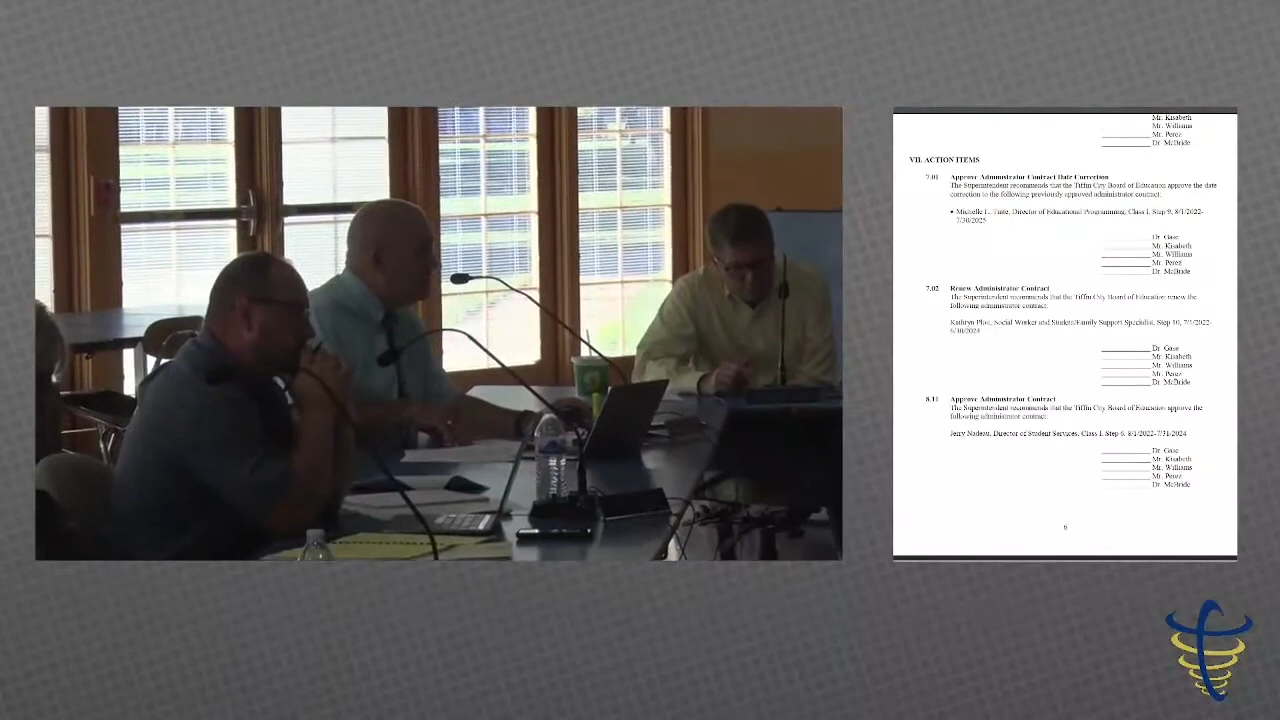 Mr. Kisabeth
Mr. Williams
Mr. Perez
Dr. McBride
VII. ACTION ITEMS
7.01 Approve Administrator Contract Date Correction
The Superintendent recommends that the Tiffin City Board of Education approve the date
correction to the following previously approved administrator contract.
Michelle Director of Class 8/1/2022-
7/30/2025
Dr. Gase
Mr. Kisabeth
Mr. Williams
Mr. Perez
Dr. McBride
7.02 Renew Administrator Contract
The Superintendent recommends that the Tiffin City Board of Education renew the
following administrator contract:
Kathryn Social Worker and Student/Family Support Specialist, Step 10, 7/1/2022-
6/30/2024
Dr. Gase
Mr. Kisabeth
Mr. Williams
Mr. Perez
Dr. McBride
8.11 Approve Administrator Contract
The Superintendent recommends that the Tiffin City Board of Education approve the
following administrator contract:
Jerry Nadeau, Director of Student Services, Class I, Step 6, 8/1/2022-7/31/2024
Dr. Gase
Mr. Kisabeth
Mr. Williams
Mr. Perez
Dr. McBride
6